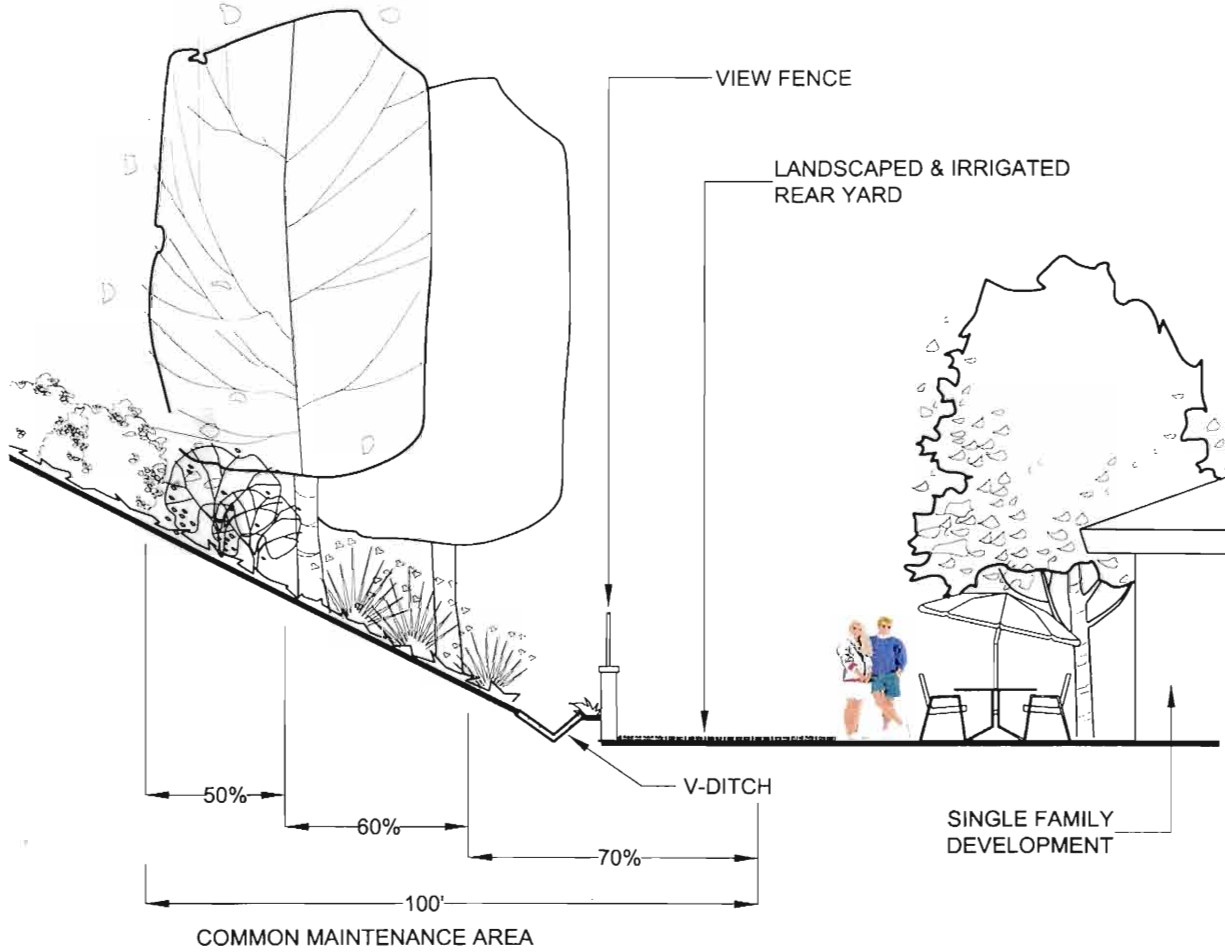 VIEW FENCE
LANDSCAPED & IRRIGATED
REAR YARD
V-DITCH
50%
60%
SINGLE FAMILY
DEVELOPMENT
70%
100'
COMMON MAINTENANCE AREA